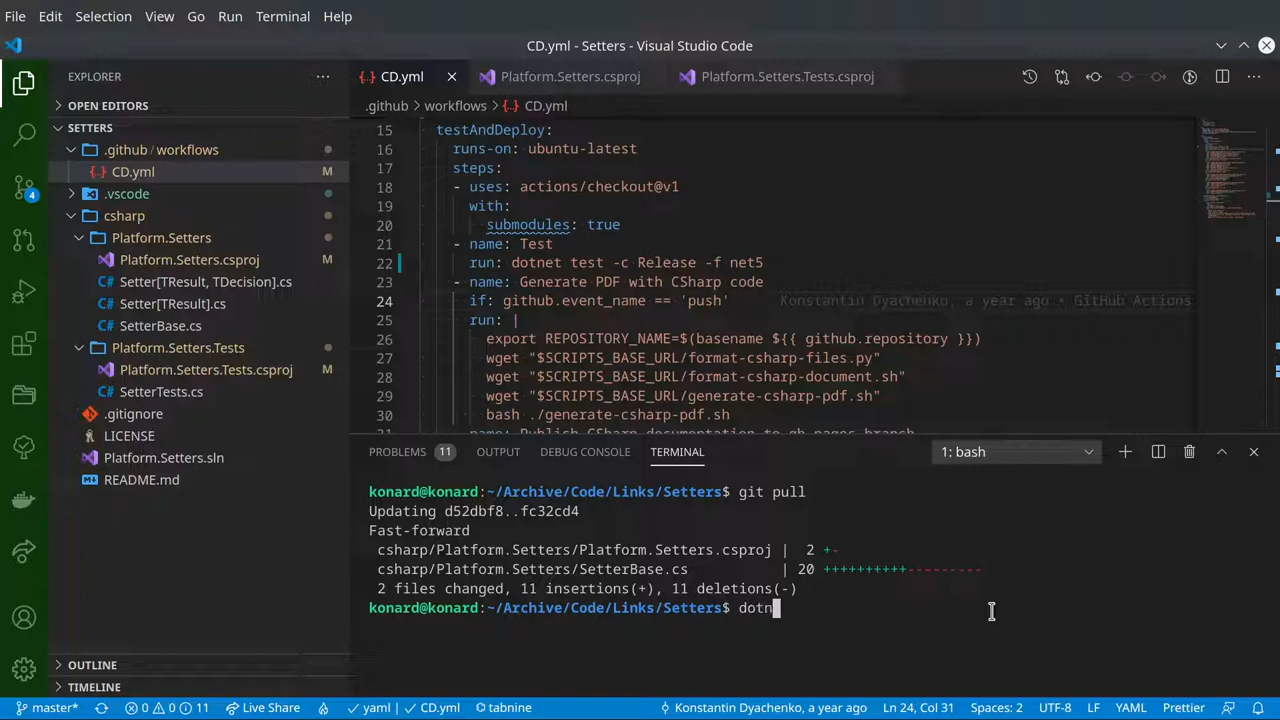 File Edit Selection View Go Run Terminal Help
CD.yml - Setters - Visual Studio Code
EXPLORER
OPEN EDITORS
SETTERS
.github / workflows
CD.yml M
.vscode
csharp
Platform.Setters
Platform.Setters.csproj M
Setter[TResult, TDecision].cs
Setter[TResult].cs
SetterBase.cs
Platform.Setters.Tests
Platform.Setters.Tests.csproj M
SetterTests.cs
.gitignore
LICENSE
Platform.Setters.sln
README.md
OUTLINE
TIMELINE
4
CD.yml Platform.Setters.csproj Platform.Setters.Tests.csproj
.github > workflows > CD.yml
15 testAndDeploy:
16 runs-on: ubuntu-latest
17 steps:
18 - uses: actions/checkout@v1
19 with:
20 submodules: true
21 - name: Test
22 run: dotnet test -c Release -f net5
23 - name: Generate PDF with CSharp code
24 if: github.event_name == 'push' Konstantin Dyachenko, a year ago • GitHub Actions
25 run: |
26 export REPOSITORY_NAME=$(basename ${{ github.repository }})
27 wget "$SCRIPTS_BASE_URL/format-csharp-files.py"
28 wget "$SCRIPTS_BASE_URL/format-csharp-document.sh"
29 wget "$SCRIPTS_BASE_URL/generate-csharp-pdf.sh"
30 bash ./generate-csharp-pdf.sh
31 - name: Publish CSharp documentation to gh-pages branch
PROBLEMS 11 OUTPUT DEBUG CONSOLE TERMINAL 1: bash
konard@konard:~/Archive/Code/Links/Setters$ git pull
Updating d52dbf8..fc32cd4
Fast-forward
csharp/Platform.Setters/Platform.Setters.csproj | 2 +-
csharp/Platform.Setters/SetterBase.cs | 20 ++++++++++----------
2 files changed, 11 insertions(+), 11 deletions(-)
konard@konard:~/Archive/Code/Links/Setters$ dotn
master* 0 0 11 Live Share yaml CD.yml tabnine Konstantin Dyachenko, a year ago Ln 24, Col 31 Spaces: 2 UTF-8 LF YAML Prettier